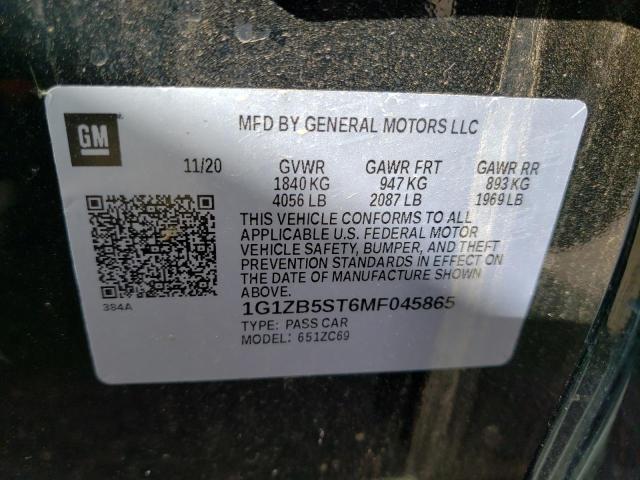 GM
MFD BY GENERAL MOTORS LLC
11/20 GVWR GAWR FRT GAWR RR
1840 KG 947 KG 893 KG
4056 LB 2087 LB 1969 LB
THIS VEHICLE CONFORMS TO ALL
APPLICABLE U.S. FEDERAL MOTOR
VEHICLE SAFETY, BUMPER, AND THEFT
PREVENTION STANDARDS IN EFFECT ON
THE DATE OF MANUFACTURE SHOWN
ABOVE.
384A
1G1ZB5ST6MF045865
TYPE: PASS CAR
MODEL: 651ZC69